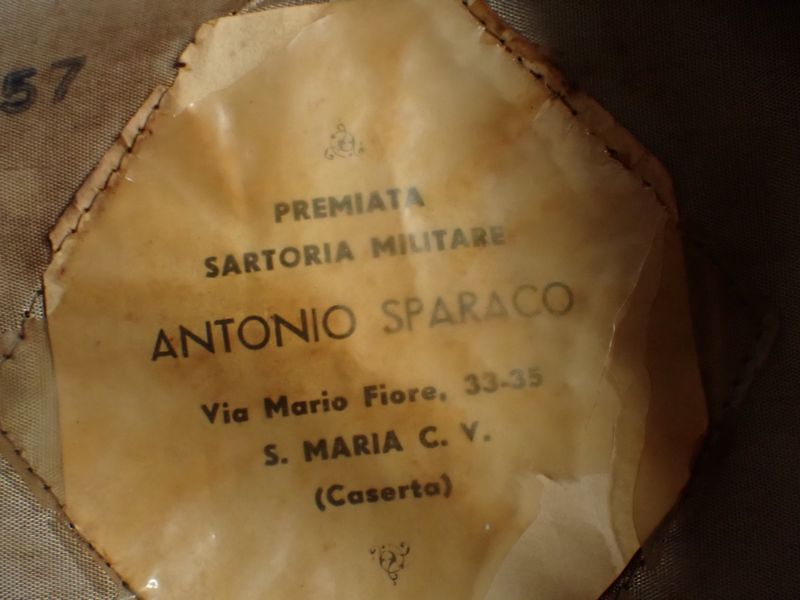 57
PREMIATA
SARTORIA MILITARE
ANTONIO SPARACO
Via Mario Fiore, 33-35
S. MARIA C. V.
(Caserta)